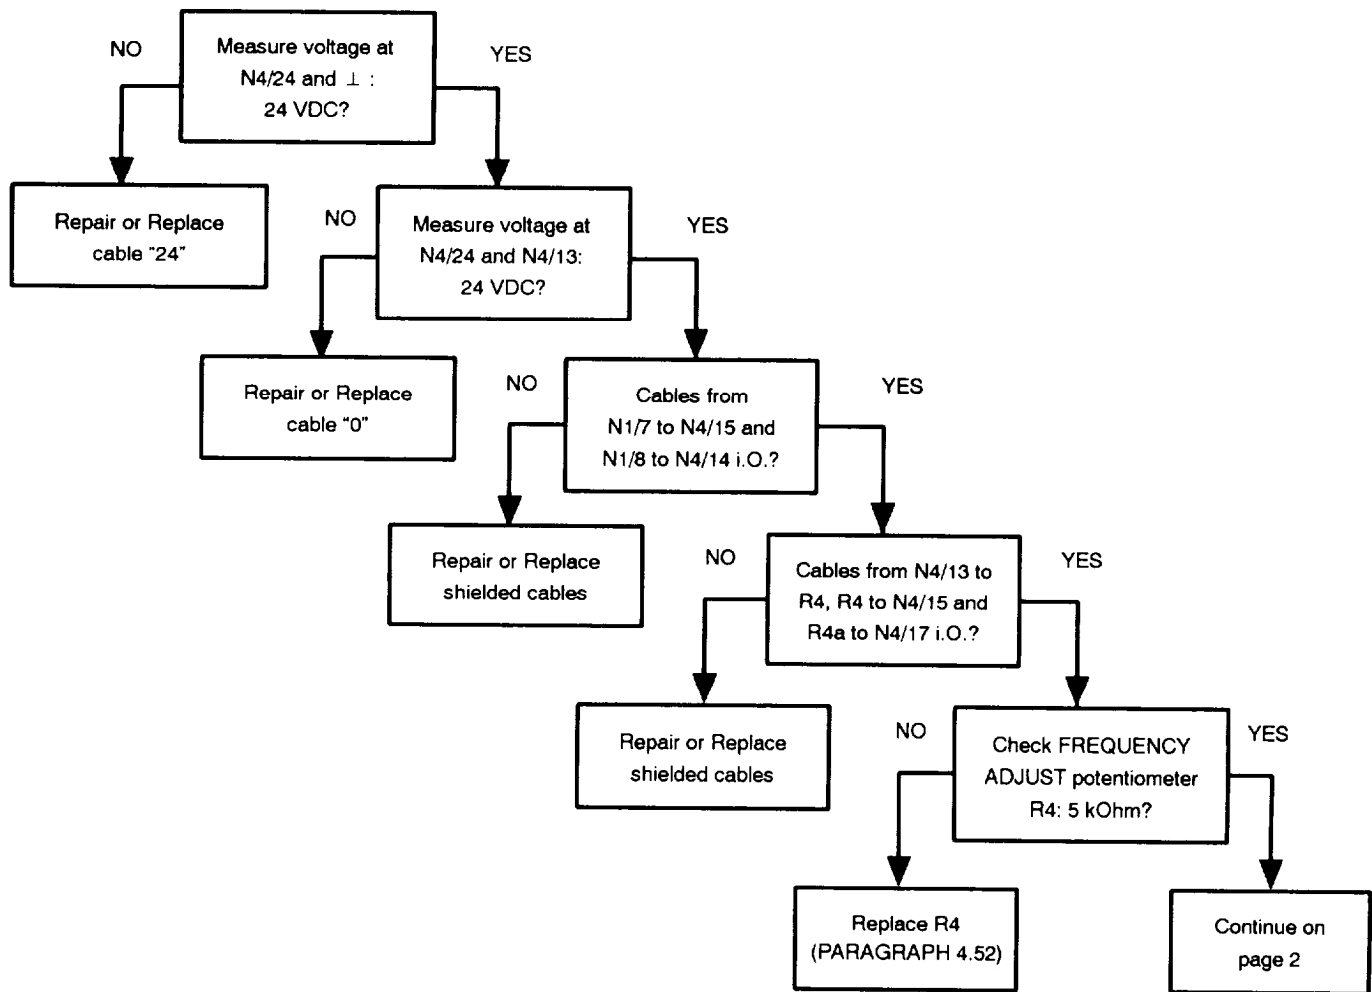 NO
Measure voltage at
N4/24 and ⊥ :
24 VDC?
YES
Repair or Replace
cable "24"
NO
Measure voltage at
N4/24 and N4/13:
24 VDC?
YES
Repair or Replace
cable "0"
NO
Cables from
N1/7 to N4/15 and
N1/8 to N4/14 i.O.?
YES
Repair or Replace
shielded cables
NO
Cables from N4/13 to
R4, R4 to N4/15 and
R4a to N4/17 i.O.?
YES
Repair or Replace
shielded cables
NO
Check FREQUENCY
ADJUST potentiometer
R4: 5 kOhm?
YES
Replace R4
(PARAGRAPH 4.52)
Continue on
page 2